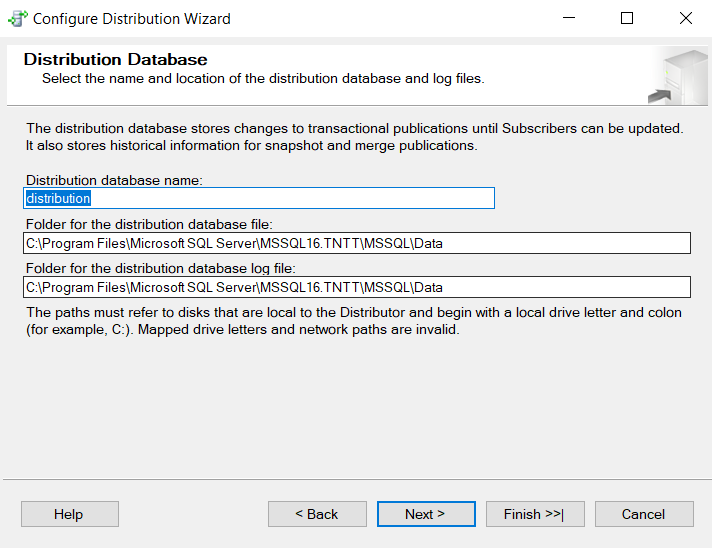 Configure Distribution Wizard
Distribution Database
Select the name and location of the distribution database and log files.
The distribution database stores changes to transactional publications until Subscribers can be updated.
It also stores historical information for snapshot and merge publications.
Distribution database name:
distribution
Folder for the distribution database file:
C:\Program Files\Microsoft SQL Server\MSSQL16.TNTT\MSSQL\Data
Folder for the distribution database log file:
C:\Program Files\Microsoft SQL Server\MSSQL16.TNTT\MSSQL\Data
The paths must refer to disks that are local to the Distributor and begin with a local drive letter and colon
(for example, C:). Mapped drive letters and network paths are invalid.
Help < Back Next > Finish >>| Cancel